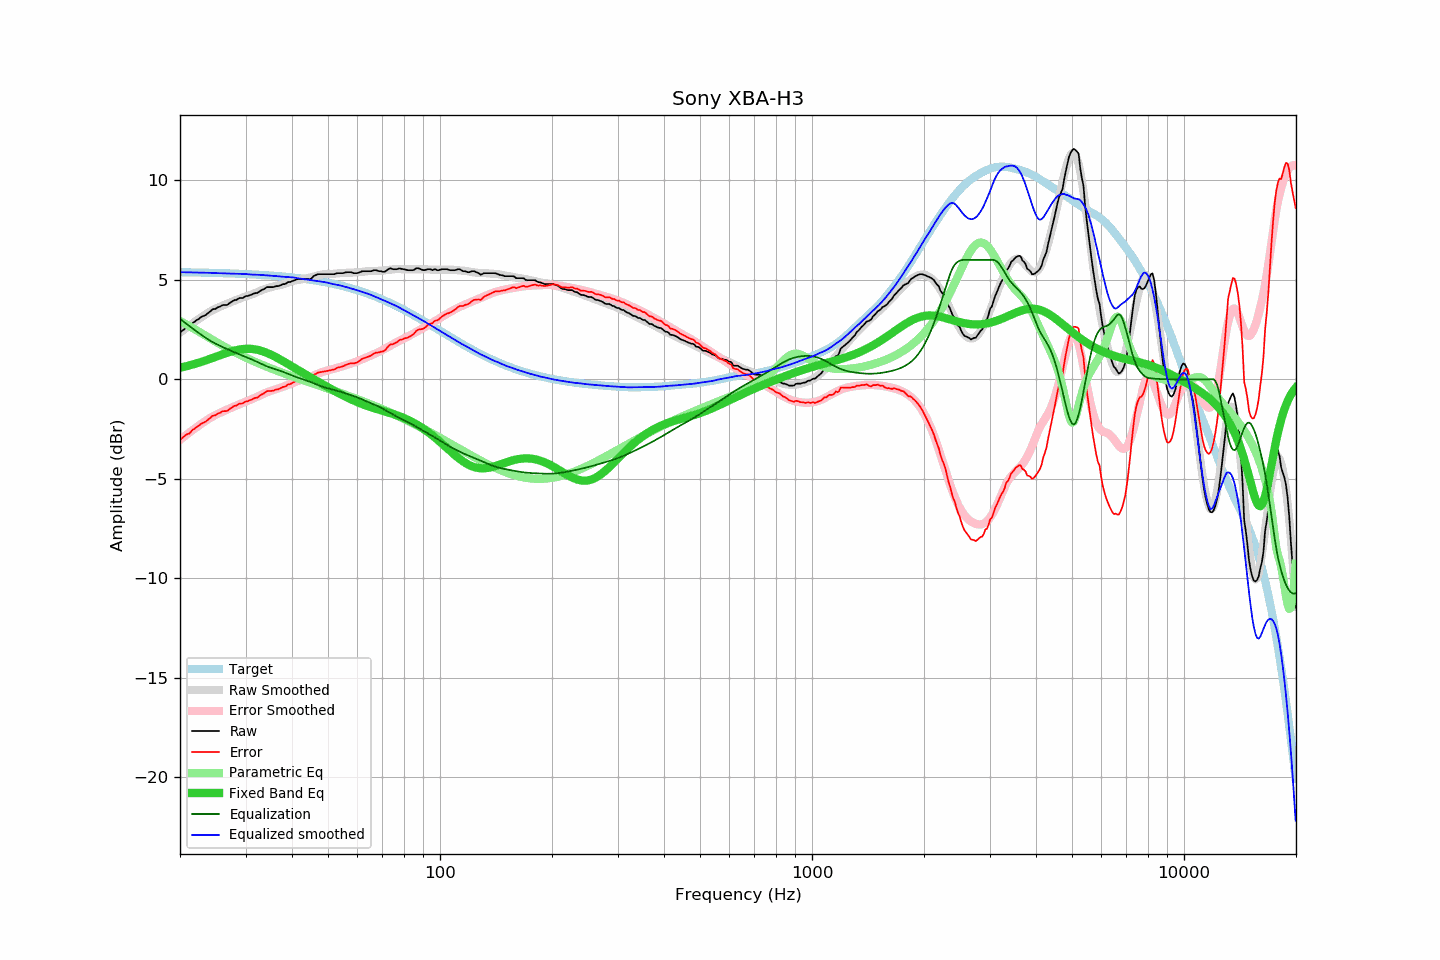 Sony XBA-H3
Amplitude (dBr)
10
5
0
−5
−10
−15
−20
Target
Raw Smoothed
Error Smoothed
Raw
Error
Parametric Eq
Fixed Band Eq
Equalization
Equalized smoothed
100 1000 10000
Frequency (Hz)